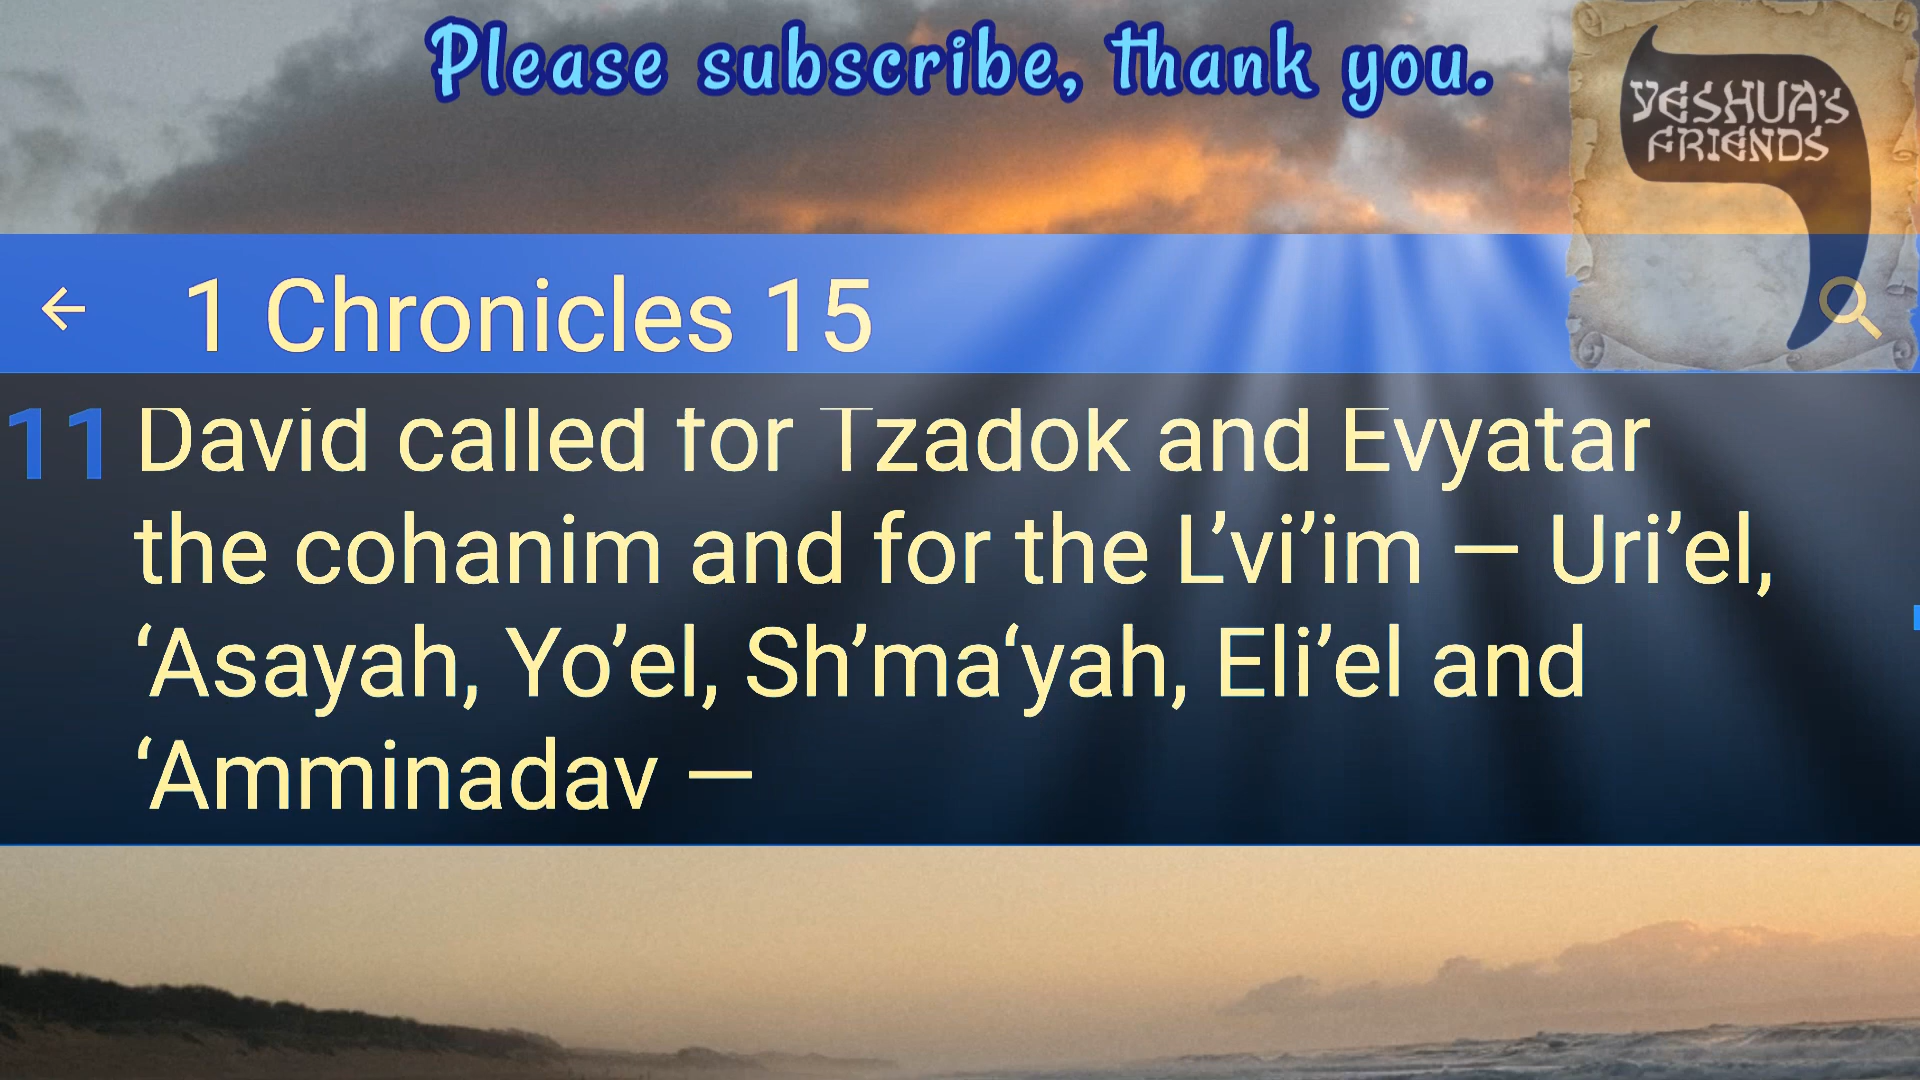 Please subscribe, thank you.
YESHUA'S
FRIENDS
1 Chronicles 15
11 David called for Tzadok and Evyatar
the cohanim and for the L’vi’im — Uri’el,
‘Asayah, Yo’el, Sh’ma‘yah, Eli’el and
‘Amminadav —